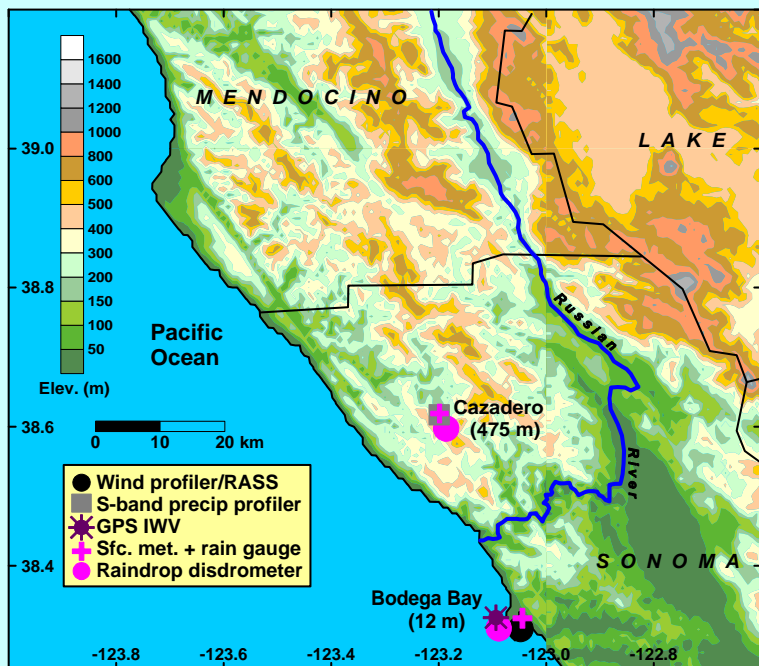 MENDOCINO
LAKE
1600
1400
1200
1000
800
600
500
400
300
200
150
100
50
Elev. (m)
39.0
38.8
38.6
38.4
Pacific
Ocean
Russian
River
0 10 20 km
Cazadero
(475 m)
Wind profiler/RASS
S-band precip profiler
GPS IWV
Sfc. met. + rain gauge
Raindrop disdrometer
SONOMA
Bodega Bay
(12 m)
-123.8 -123.6 -123.4 -123.2 -123.0 -122.8